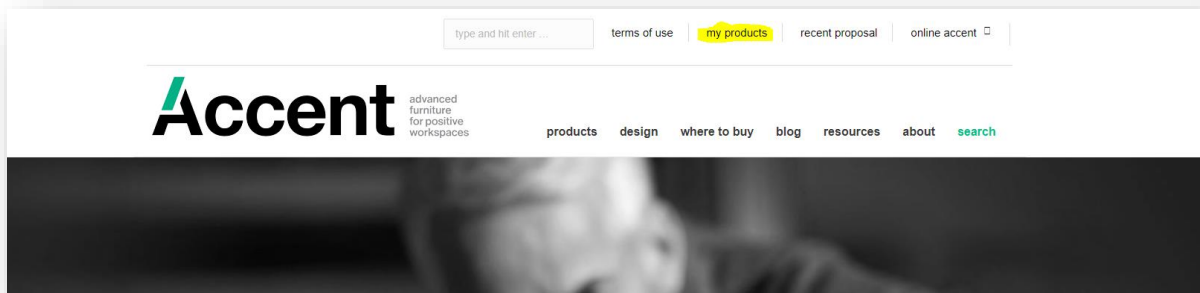 type and hit enter ...
terms of use
my products
recent proposal
online accent
Accent
advanced
furniture
for positive
workspaces
products
design
where to buy
blog
resources
about
search